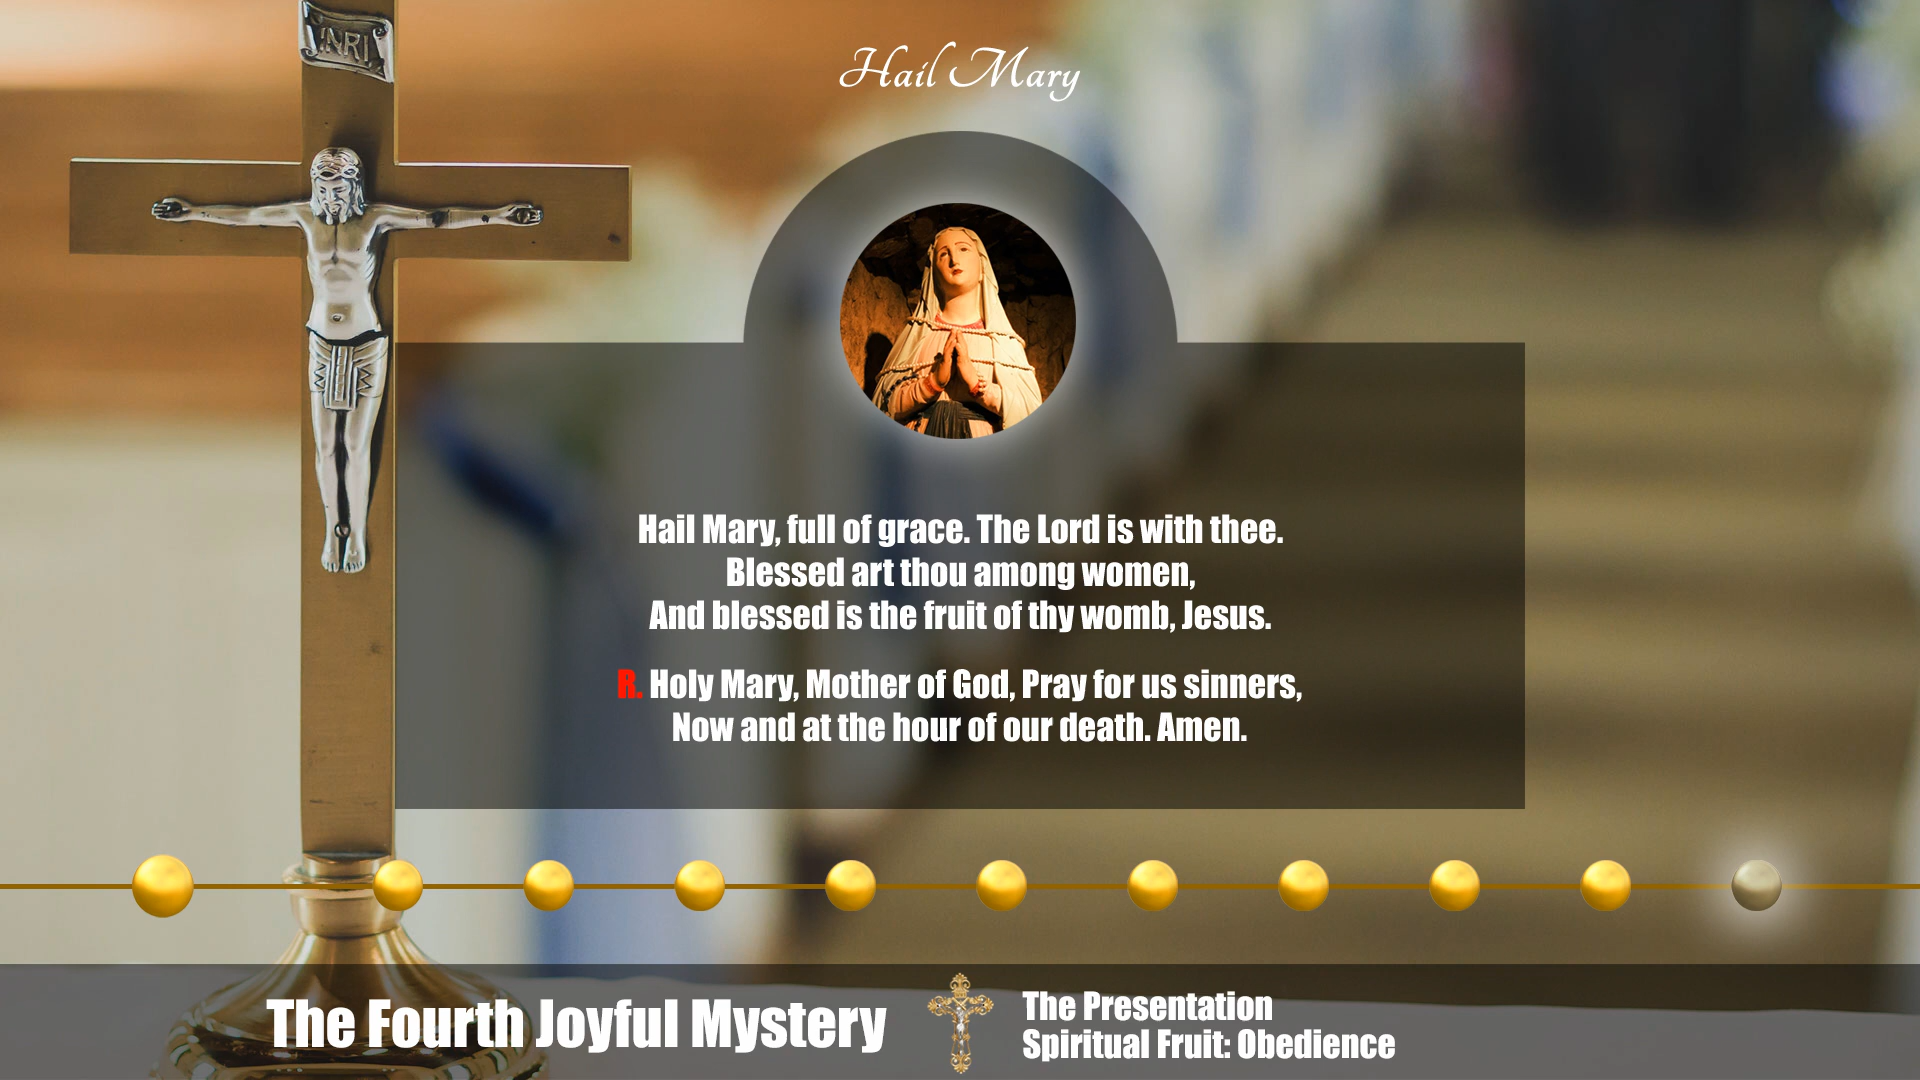 INRI
Hail Mary
Hail Mary, full of grace. The Lord is with thee.
Blessed art thou among women,
And blessed is the fruit of thy womb, Jesus.
R. Holy Mary, Mother of God, Pray for us sinners,
Now and at the hour of our death. Amen.
The Fourth Joyful Mystery
The Presentation
Spiritual Fruit: Obedience